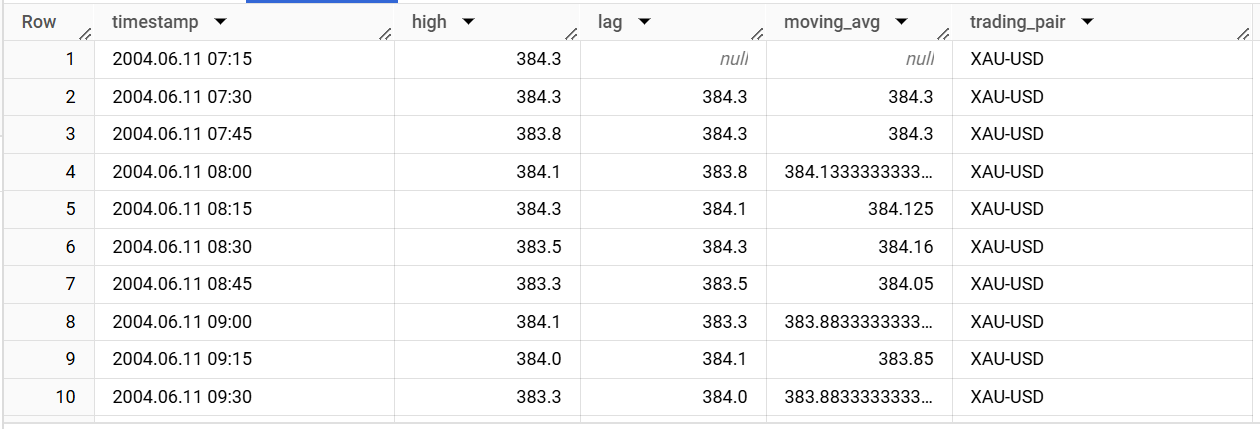 Row timestamp high lag moving_avg trading_pair
1 2004.06.11 07:15 384.3 null null XAU-USD
2 2004.06.11 07:30 384.3 384.3 384.3 XAU-USD
3 2004.06.11 07:45 383.8 384.3 384.3 XAU-USD
4 2004.06.11 08:00 384.1 383.8 384.1333333333... XAU-USD
5 2004.06.11 08:15 384.3 384.1 384.125 XAU-USD
6 2004.06.11 08:30 383.5 384.3 384.16 XAU-USD
7 2004.06.11 08:45 383.3 383.5 384.05 XAU-USD
8 2004.06.11 09:00 384.1 383.3 383.8833333333... XAU-USD
9 2004.06.11 09:15 384.0 384.1 383.85 XAU-USD
10 2004.06.11 09:30 383.3 384.0 383.8833333333... XAU-USD